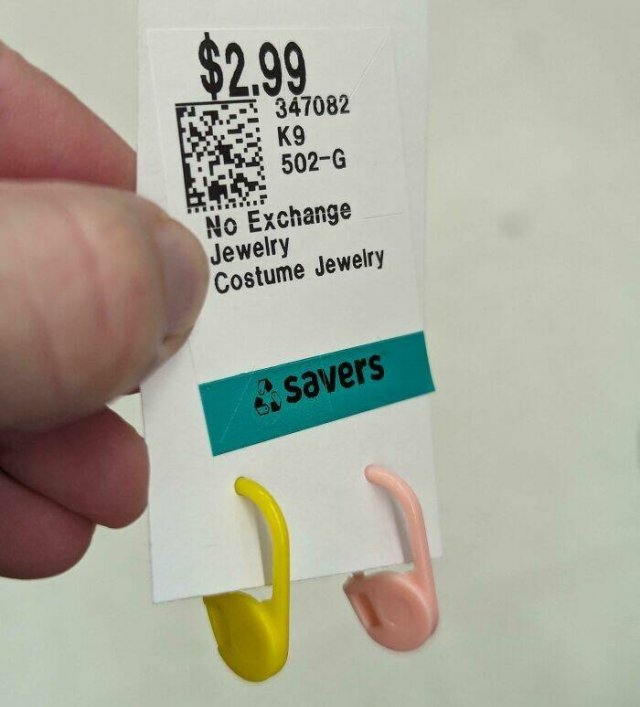 $2.99
347082
K9
502-G
No Exchange
Jewelry
Costume Jewelry
savers